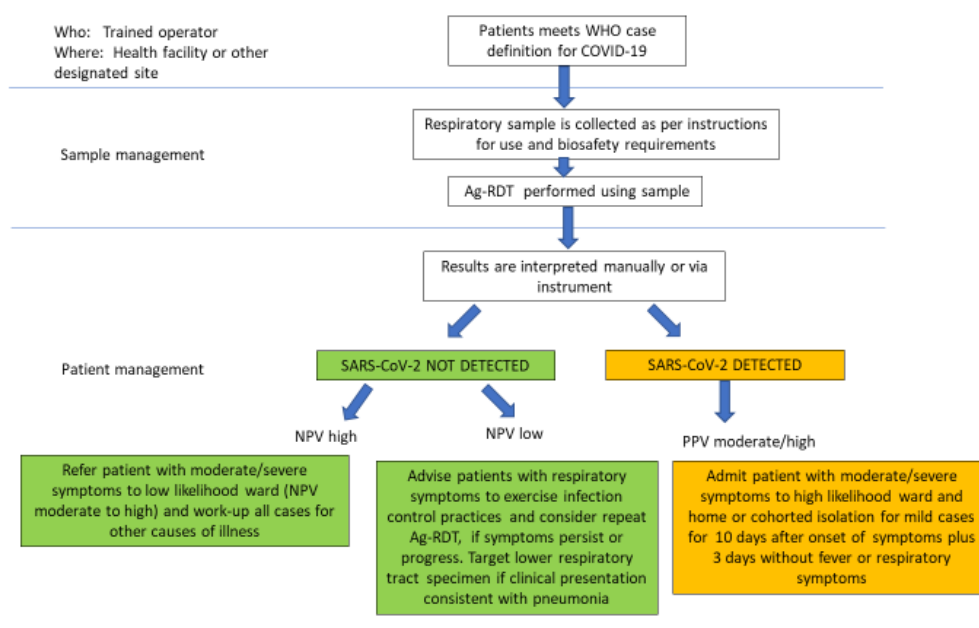 Who: Trained operator
Where: Health facility or other
designated site
Patients meets WHO case
definition for COVID-19
Respiratory sample is collected as per instructions
for use and biosafety requirements
Sample management
Ag-RDT performed using sample
Results are interpreted manually or via
instrument
Patient management
SARS-CoV-2 NOT DETECTED
SARS-CoV-2 DETECTED
NPV high
NPV low
PPV moderate/high
Refer patient with moderate/severe
symptoms to low likelihood ward (NPV
moderate to high) and work-up all cases for
other causes of illness
Advise patients with respiratory
symptoms to exercise infection
control practices and consider repeat
Ag-RDT, if symptoms persist or
progress. Target lower respiratory
tract specimen if clinical presentation
consistent with pneumonia
Admit patient with moderate/severe
symptoms to high likelihood ward and
home or cohorted isolation for mild cases
for 10 days after onset of symptoms plus
3 days without fever or respiratory
symptoms